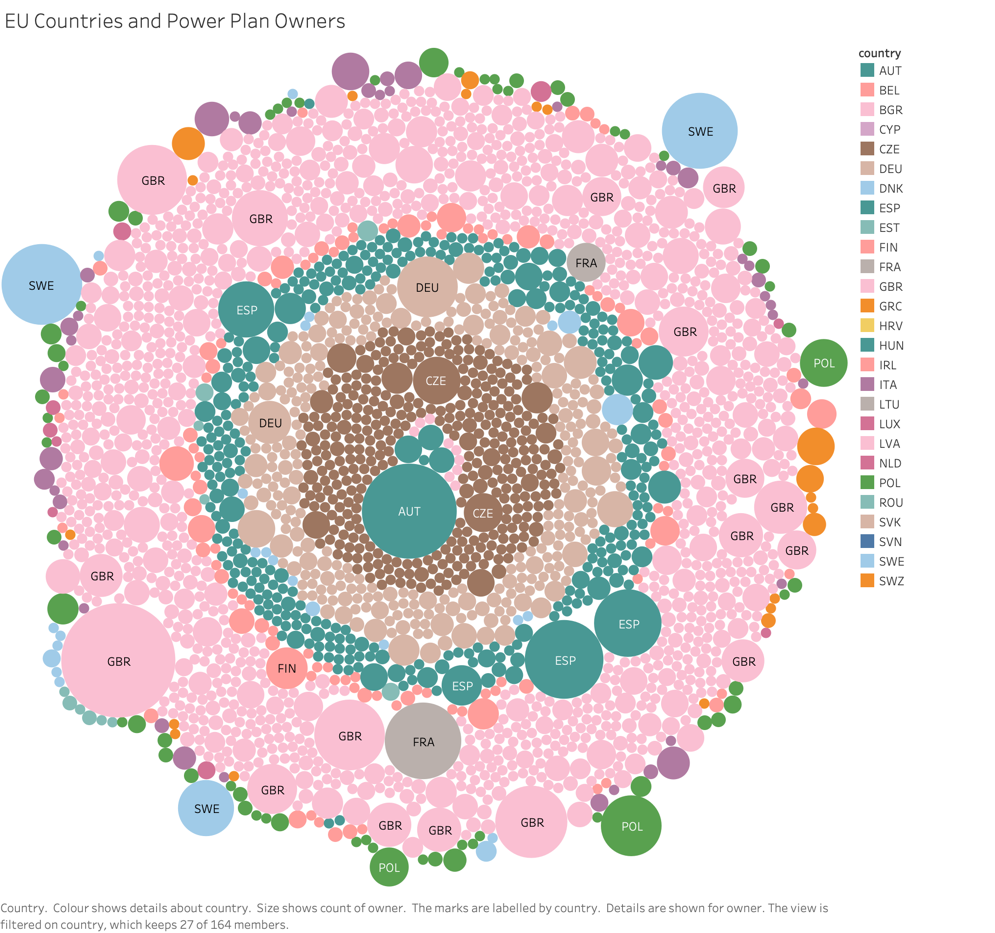 EU Countries and Power Plan Owners
country
AUT
BEL
BGR
CYP
CZE
DEU
DNK
ESP
EST
FIN
FRA
GBR
GRC
HRV
HUN
IRL
ITA
LTU
LUX
LVA
NLD
POL
ROU
SVK
SVN
SWE
SWZ
SWE
GBR
GBR
GBR
GBR
FRA
SWE
DEU
ESP
GBR
POL
CZE
DEU
GBR
GBR
AUT
CZE
GBR
GBR
GBR
ESP
GBR
ESP
GBR
FIN
ESP
GBR
FRA
GBR
SWE
GBR
GBR
GBR
POL
POL
Country.  Colour shows details about country.  Size shows count of owner.  The marks are labelled by country.  Details are shown for owner. The view is
filtered on country, which keeps 27 of 164 members.